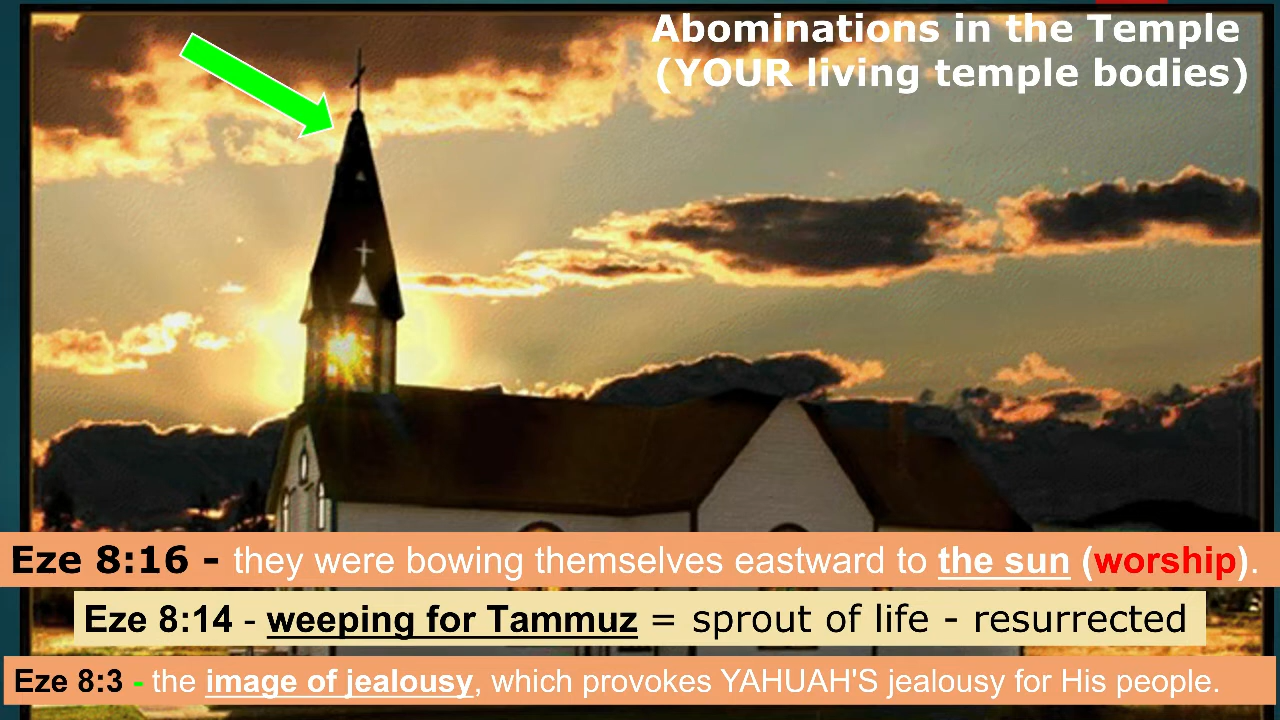 Abominations in the Temple
(YOUR living temple bodies)
Eze 8:16 - they were bowing themselves eastward to the sun (worship).
Eze 8:14 - weeping for Tammuz = sprout of life - resurrected
Eze 8:3 - the image of jealousy, which provokes YAHUAH'S jealousy for His people.